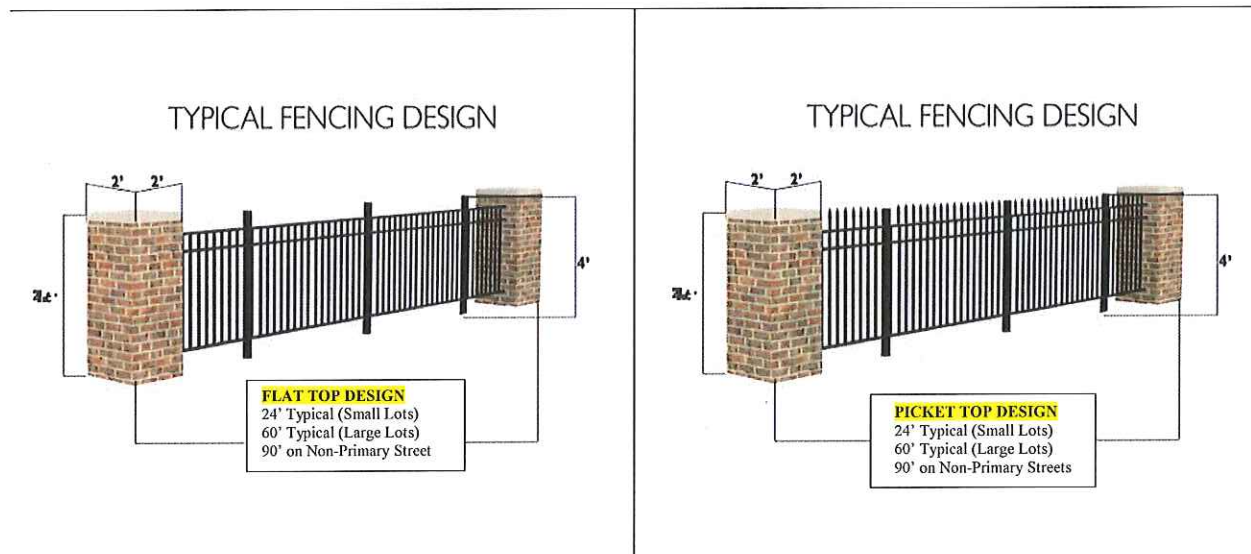 TYPICAL FENCING DESIGN
2' 2'
4'
FLAT TOP DESIGN
24' Typical (Small Lots)
60' Typical (Large Lots)
90' on Non-Primary Street
TYPICAL FENCING DESIGN
2' 2'
4'
PICKET TOP DESIGN
24' Typical (Small Lots)
60' Typical (Large Lots)
90' on Non-Primary Streets